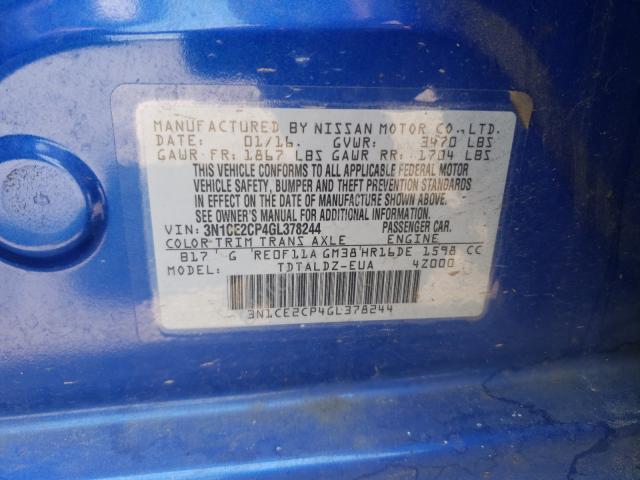 MANUFACTURED BY NISSAN MOTOR CO.,LTD.
DATE: 01/16 GVWR: 3470 LBS
GAWR FR: 1867 LBS GAWR RR: 1704 LBS
THIS VEHICLE CONFORMS TO ALL APPLICABLE FEDERAL MOTOR
VEHICLE SAFETY, BUMPER AND THEFT PREVENTION STANDARDS
IN EFFECT ON THE DATE OF MANUFACTURE SHOWN ABOVE.
SEE OWNER'S MANUAL FOR ADDITIONAL INFORMATION.
VIN: 3N1CE2CP4GL378244 PASSENGER CAR.
COLOR TRIM TRANS AXLE ENGINE
B17 G RE0F11A GM38 HR16DE 1598 CC
MODEL: TDTALDZ-EUA 4Z000
3N1CE2CP4GL378244